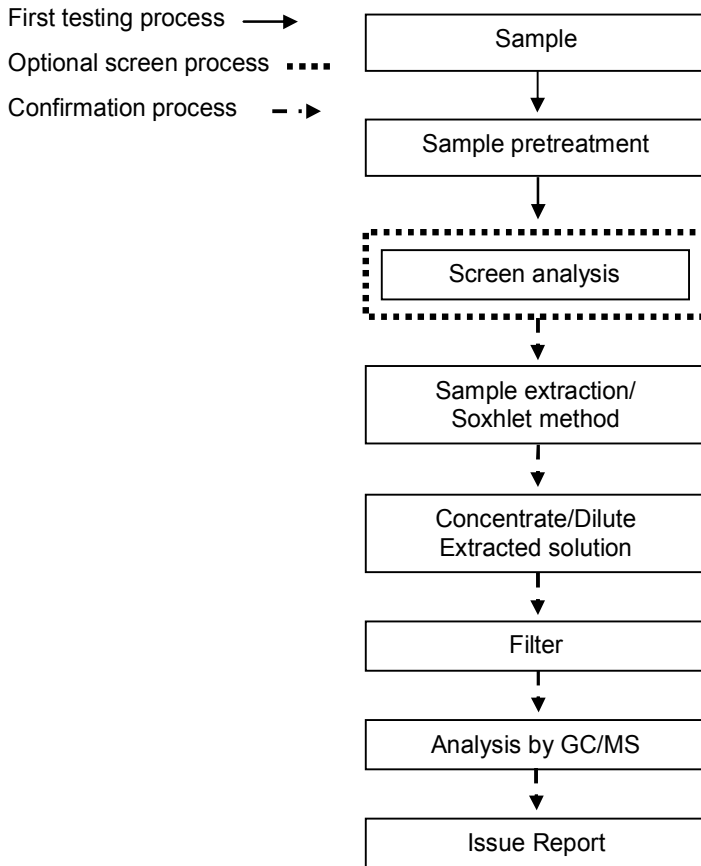 First testing process
Optional screen process
Confirmation process
Sample
Sample pretreatment
Screen analysis
Sample extraction/
Soxhlet method
Concentrate/Dilute
Extracted solution
Filter
Analysis by GC/MS
Issue Report